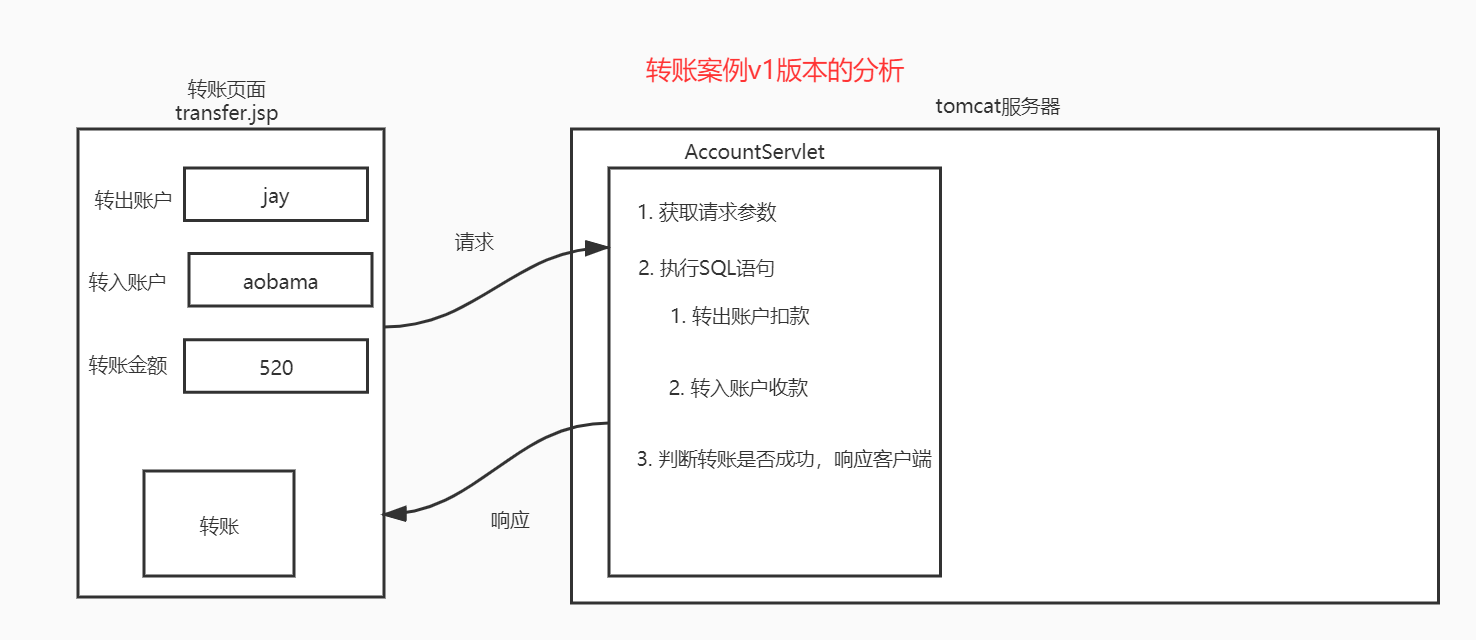 转账案例v1版本的分析
转账页面
transfer.jsp
转出账户
jay
转入账户
aobama
转账金额
520
转账
请求
响应
tomcat服务器
AccountServlet
1. 获取请求参数
2. 执行SQL语句
1. 转出账户扣款
2. 转入账户收款
3. 判断转账是否成功，响应客户端